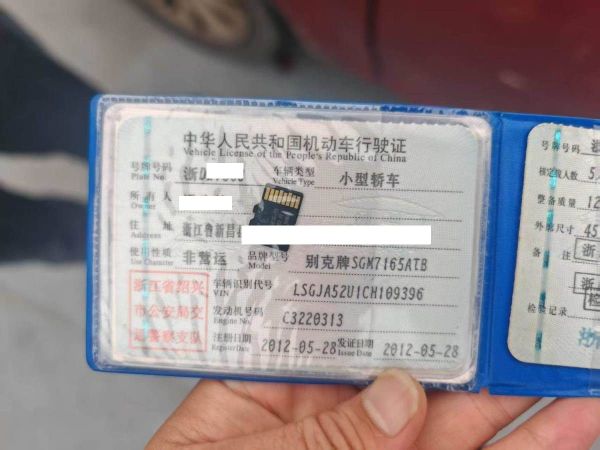 中华人民共和国机动车行驶证
Vehicle License of the People's Republic of China
号牌号码 浙D 车辆类型 小型轿车
Plate No. Vehicle Type
所有人
Owner
住址 浙江省新昌县
Address
使用性质 非营运 品牌型号 别克牌SGM7165ATB
Use Character Model
浙江省绍兴
市公安局交
通警察支队
车辆识别代号 LSGJA52U1CH109396
VIN
发动机号码 C3220313
Engine No.
注册日期 2012-05-28 发证日期 2012-05-28
Register Date Issue Date
号牌号码 浙
核定载人数 5
整备质量 12
外廓尺寸 45
备注
检验记录